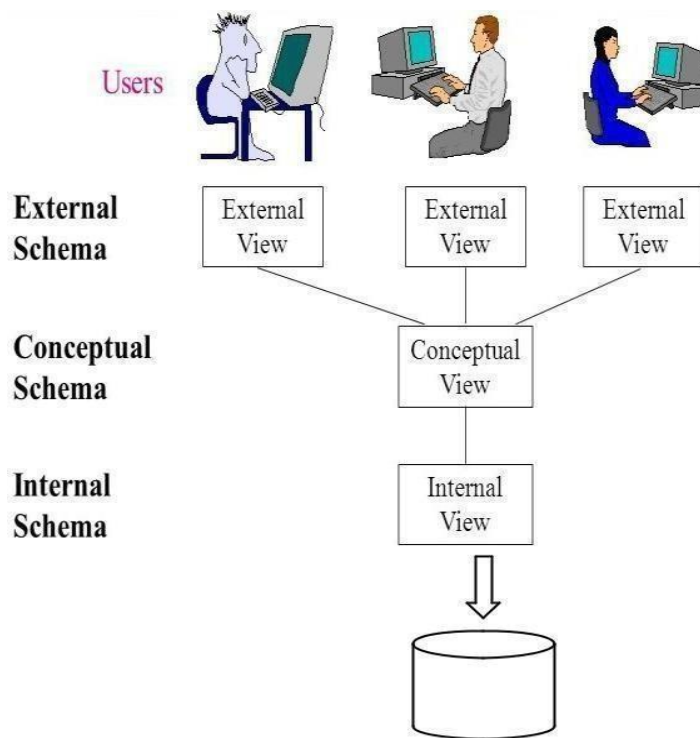 Users
External
Schema
External
View
External
View
External
View
Conceptual
Schema
Conceptual
View
Internal
Schema
Internal
View